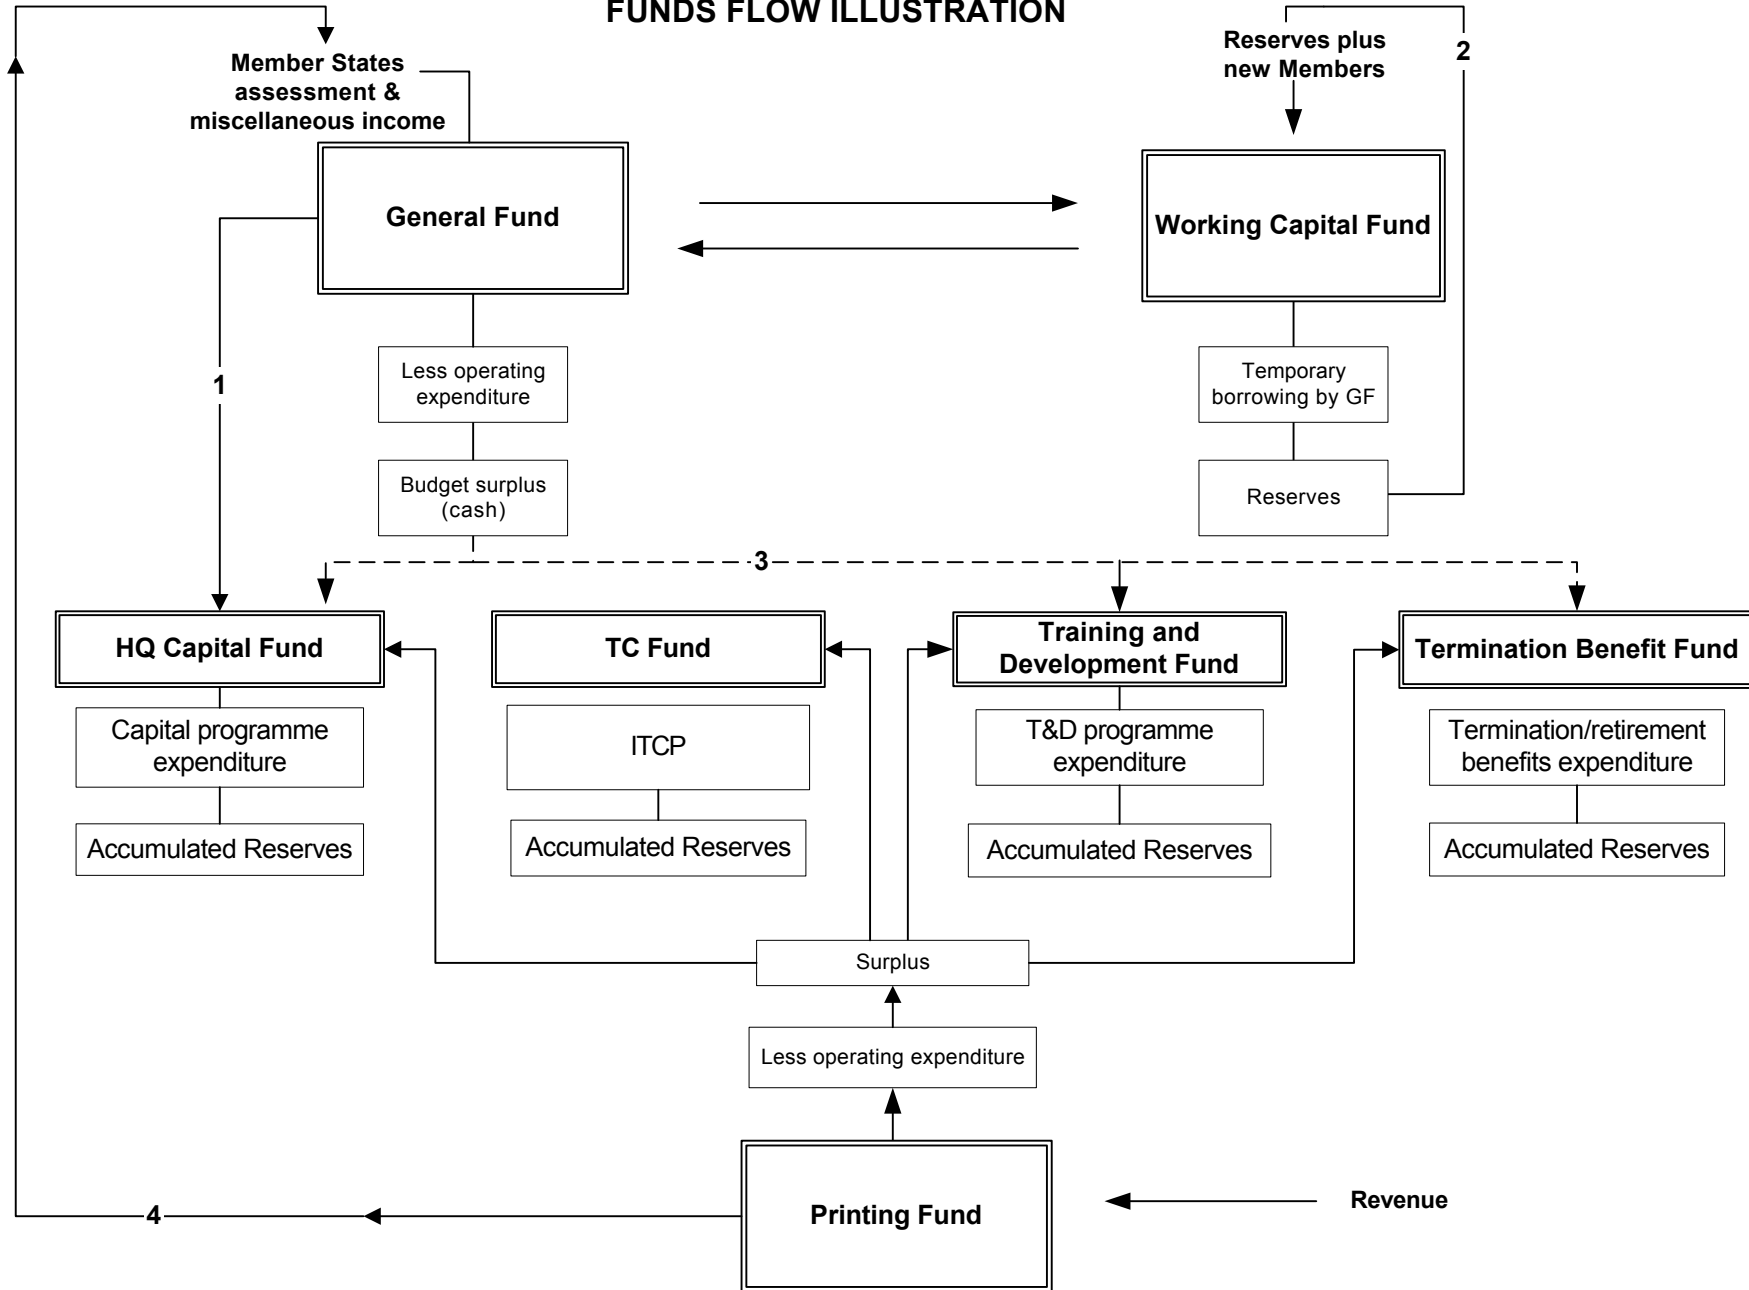 FUNDS FLOW ILLUSTRATION
Member States
assessment &
miscellaneous income
Reserves plus
new Members
2
General Fund
Working Capital Fund
1
Less operating
expenditure
Temporary
borrowing by GF
Budget surplus
(cash)
Reserves
3
HQ Capital Fund
TC Fund
Training and
Development Fund
Termination Benefit Fund
Capital programme
expenditure
ITCP
T&D programme
expenditure
Termination/retirement
benefits expenditure
Accumulated Reserves
Accumulated Reserves
Accumulated Reserves
Accumulated Reserves
Surplus
Less operating expenditure
Printing Fund
Revenue
4